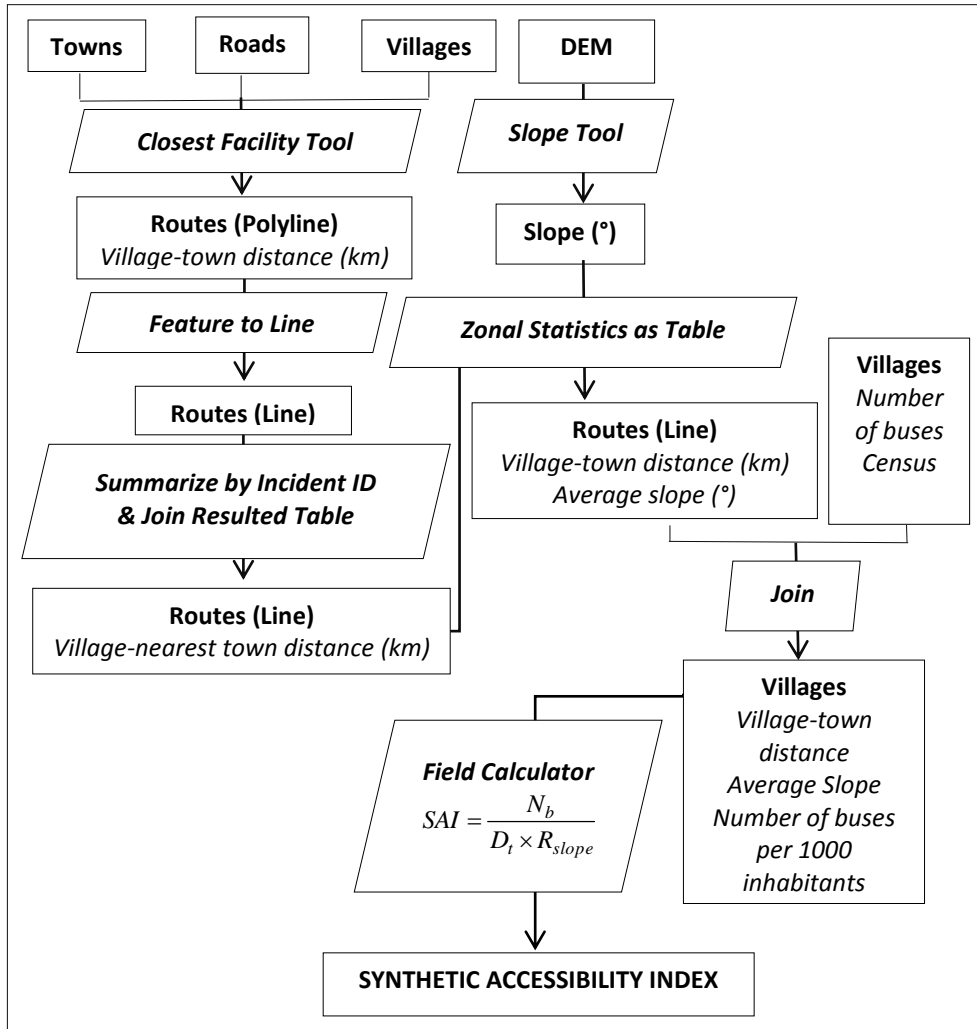 Towns
Roads
Villages
DEM
Closest Facility Tool
Slope Tool
Routes (Polyline)
Village-town distance (km)
Slope (°)
Feature to Line
Zonal Statistics as Table
Routes (Line)
Villages
Number
of buses
Census
Routes (Line)
Village-town distance (km)
Average slope (°)
Summarize by Incident ID
& Join Resulted Table
Join
Routes (Line)
Village-nearest town distance (km)
Villages
Village-town
distance
Average Slope
Number of buses
per 1000
inhabitants
Field Calculator
SAI = N_b / (D_t × R_slope)
SYNTHETIC ACCESSIBILITY INDEX